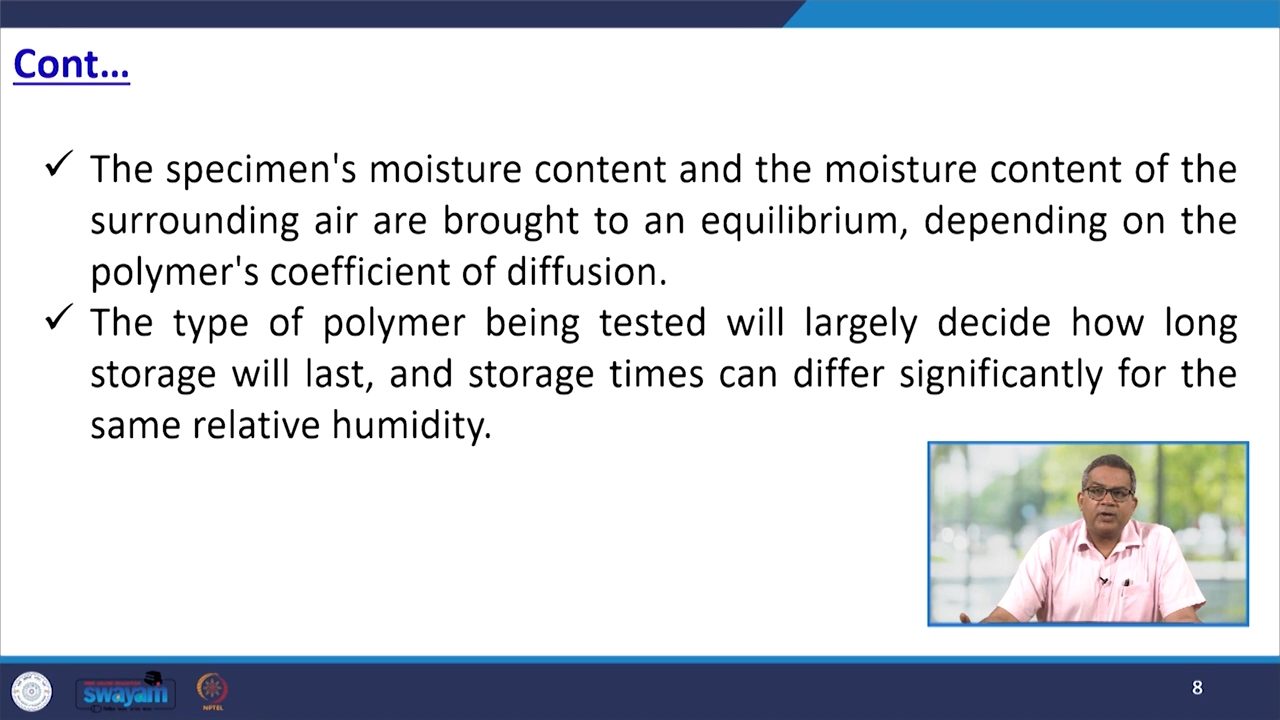 Cont...
✓ The specimen's moisture content and the moisture content of the
surrounding air are brought to an equilibrium, depending on the
polymer's coefficient of diffusion.
✓ The type of polymer being tested will largely decide how long
storage will last, and storage times can differ significantly for the
same relative humidity.
swayam
NPTEL
8